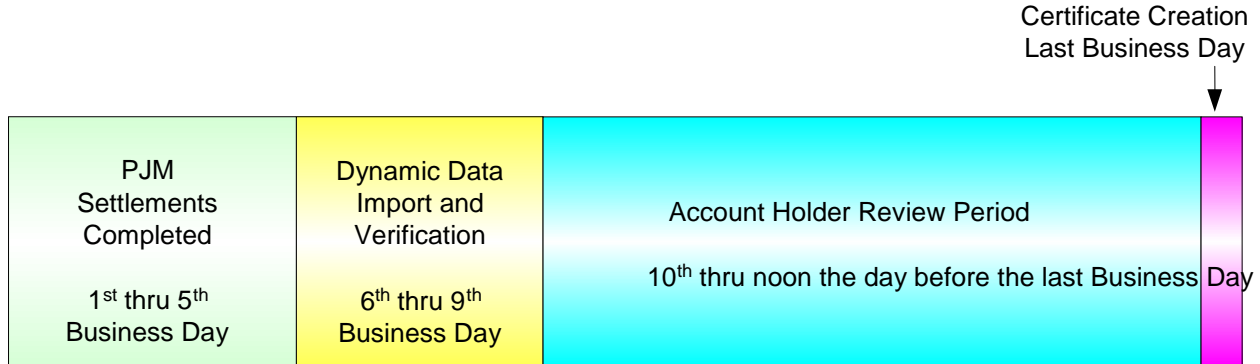 Certificate Creation
Last Business Day
PJM
Settlements
Completed
1st thru 5th
Business Day
Dynamic Data
Import and
Verification
6th thru 9th
Business Day
Account Holder Review Period
10th thru noon the day before the last Business Day